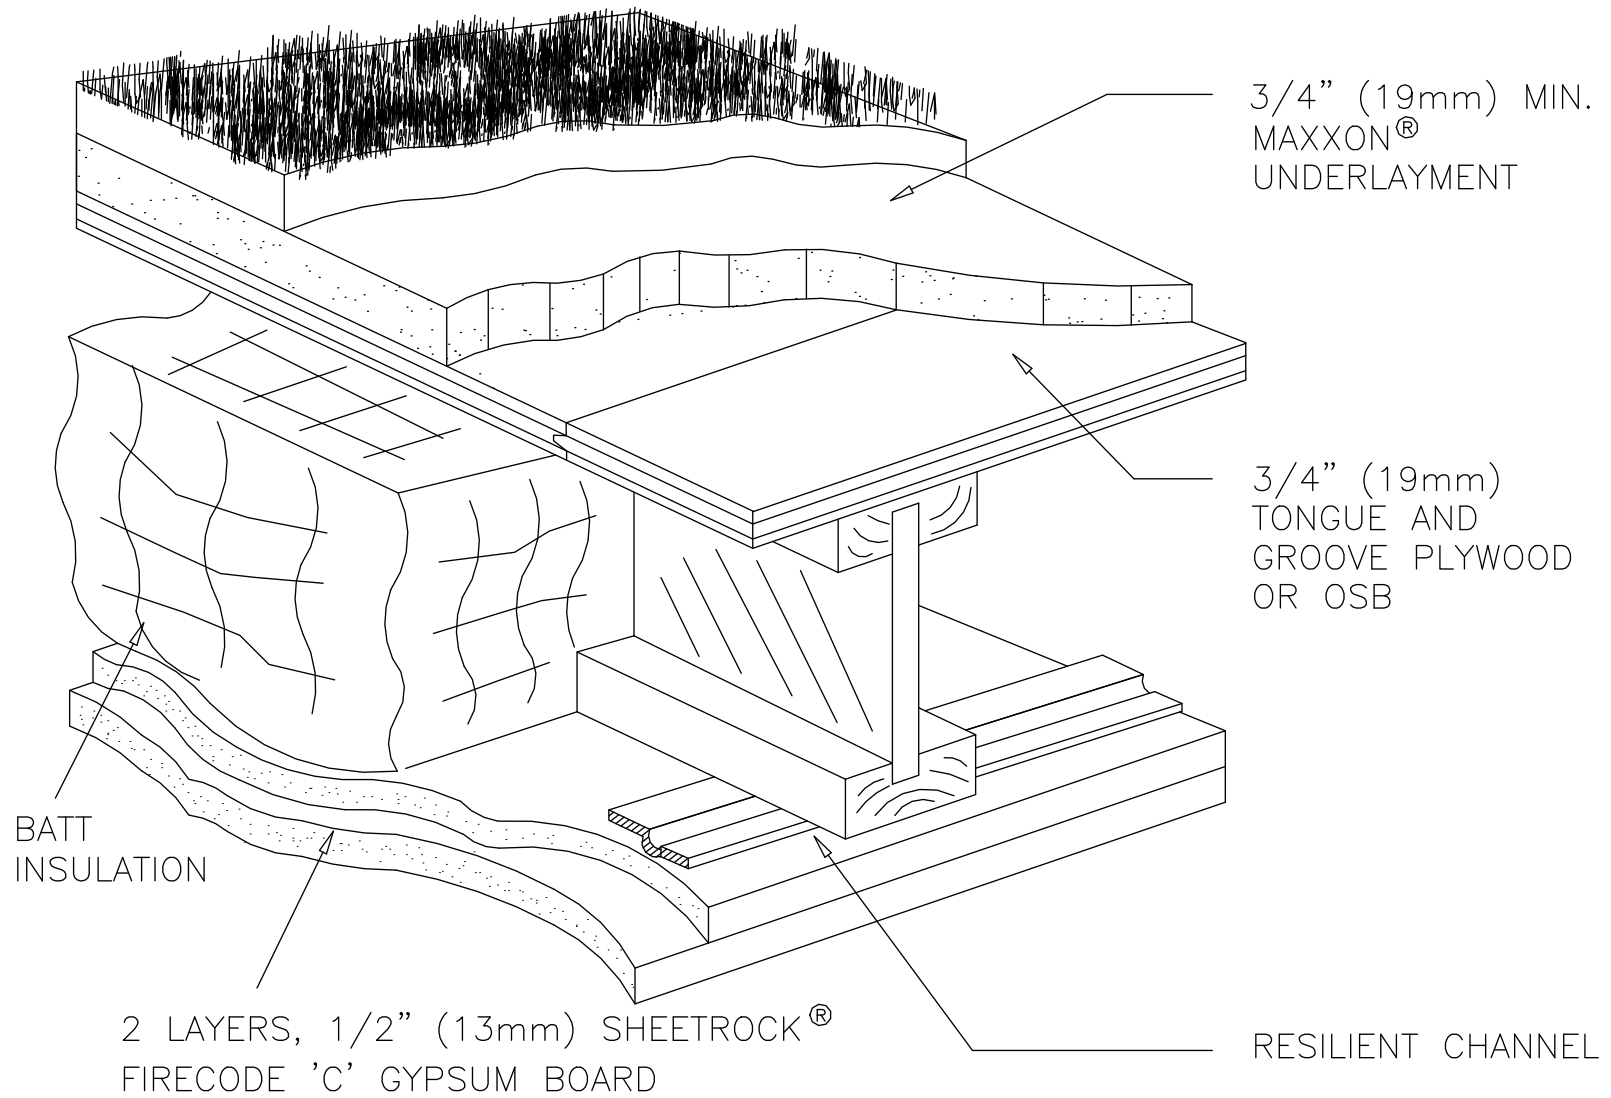 3/4” (19mm) MIN.
MAXXON®
UNDERLAYMENT
3/4” (19mm)
TONGUE AND
GROOVE PLYWOOD
OR OSB
BATT
INSULATION
2 LAYERS, 1/2” (13mm) SHEETROCK®
FIRECODE 'C' GYPSUM BOARD
RESILIENT CHANNEL